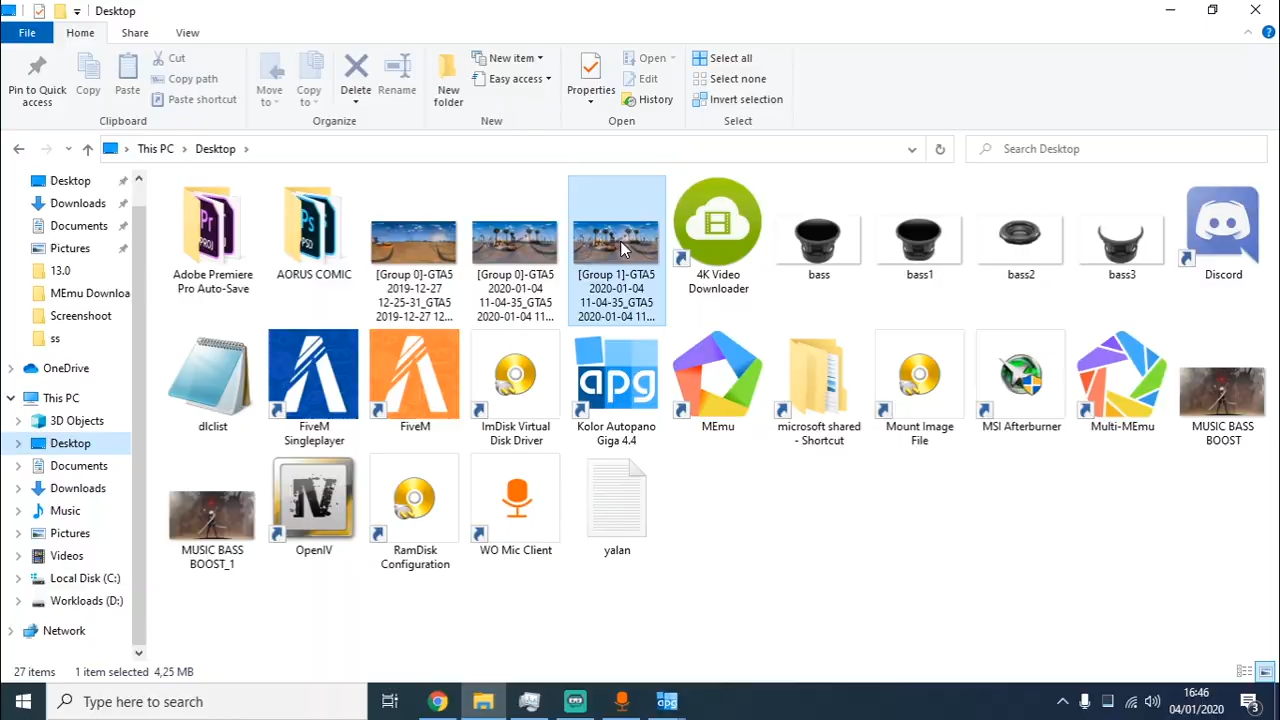 Desktop
File Home Share View
Pin to Quick access
Copy
Paste
Cut
Copy path
Paste shortcut
Clipboard
Move to
Copy to
Delete
Rename
Organize
New folder
New item
Easy access
New
Properties
Open
Edit
History
Open
Select all
Select none
Invert selection
Select
This PC Desktop
Search Desktop
Desktop
Downloads
Documents
Pictures
13.0
MEmu Downloa
Screenshoot
ss
OneDrive
This PC
3D Objects
Desktop
Documents
Downloads
Music
Pictures
Videos
Local Disk (C:)
Workloads (D:)
Network
Pr
PROJ
Adobe Premiere
Pro Auto-Save
Ps
PSD
AORUS COMIC
[Group 0]-GTA5
2019-12-27
12-25-31_GTA5
2019-12-27 12...
[Group 0]-GTA5
2020-01-04
11-04-35_GTA5
2020-01-04 11...
[Group 1]-GTA5
2020-01-04
11-04-35_GTA5
2020-01-04 11...
4K Video
Downloader
bass
bass1
bass2
bass3
Discord
dlclist
FiveM
Singleplayer
FiveM
ImDisk Virtual
Disk Driver
apg
Kolor Autopano
Giga 4.4
MEmu
microsoft shared
- Shortcut
Mount Image
File
MSI Afterburner
Multi-MEmu
MUSIC BASS
BOOST
MUSIC BASS
BOOST_1
IV
OpenIV
RamDisk
Configuration
WO Mic Client
yalan
27 items 1 item selected 4,25 MB
Type here to search
apg
16:46
04/01/2020
3